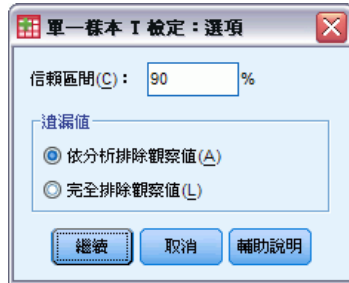 單一樣本 T 檢定：選項
信賴區間(C)： 90 %
遺漏值
依分析排除觀察值(A)
完全排除觀察值(L)
繼續 取消 輔助說明